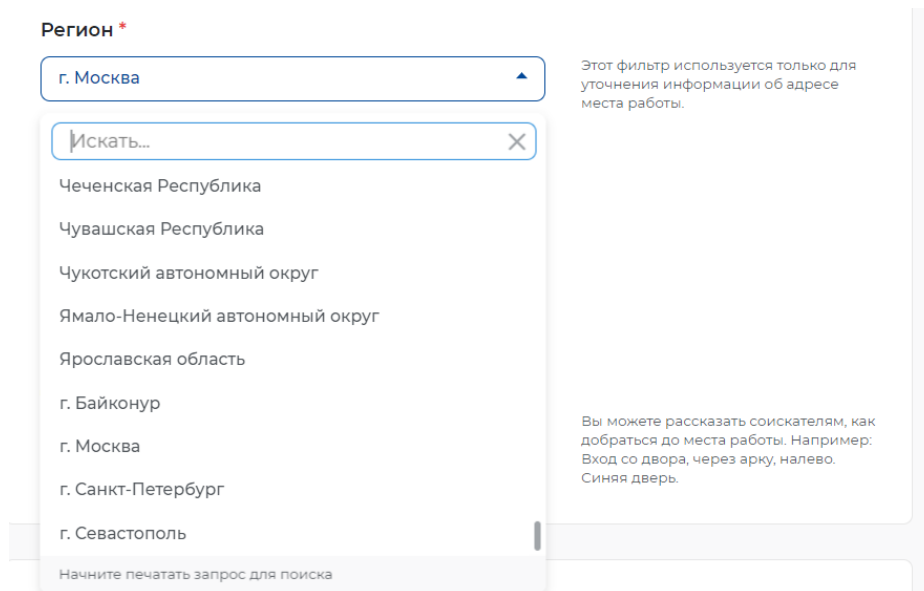 Регион *
г. Москва
Этот фильтр используется только для
уточнения информации об адресе
места работы.
Искать...
Чеченская Республика
Чувашская Республика
Чукотский автономный округ
Ямало-Ненецкий автономный округ
Ярославская область
г. Байконур
г. Москва
г. Санкт-Петербург
г. Севастополь
Начните печатать запрос для поиска
Вы можете рассказать соискателям, как
добраться до места работы. Например:
Вход со двора, через арку, налево.
Синяя дверь.